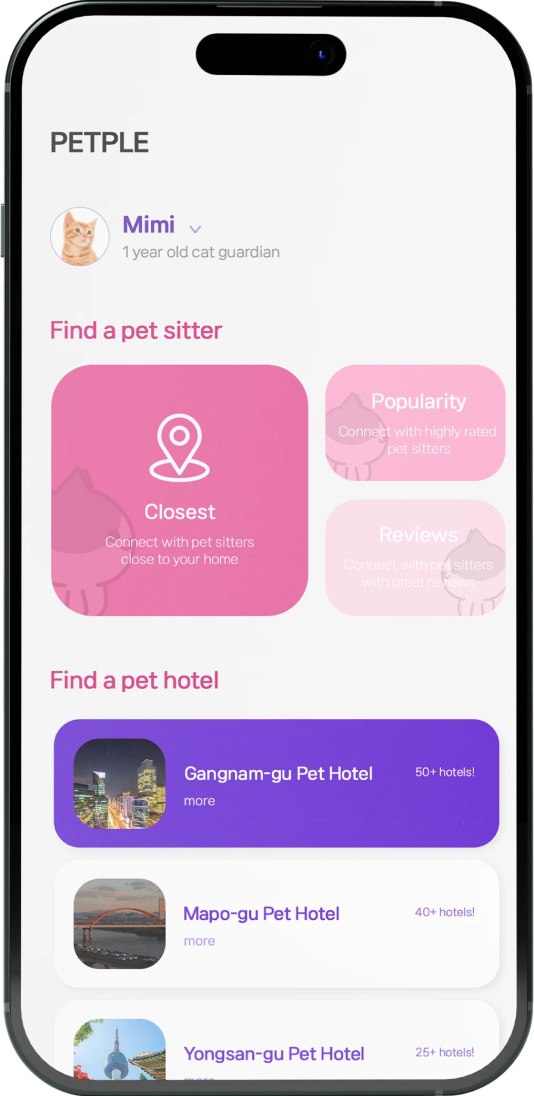 PETPLE
Mimi
1 year old cat guardian
Find a pet sitter
Closest
Connect with pet sitters
close to your home
Popularity
Connect with highly rated
pet sitters
Reviews
Connect with pet sitters
with great reviews
Find a pet hotel
Gangnam-gu Pet Hotel
50+ hotels!
more
Mapo-gu Pet Hotel
40+ hotels!
more
Yongsan-gu Pet Hotel
25+ hotels!